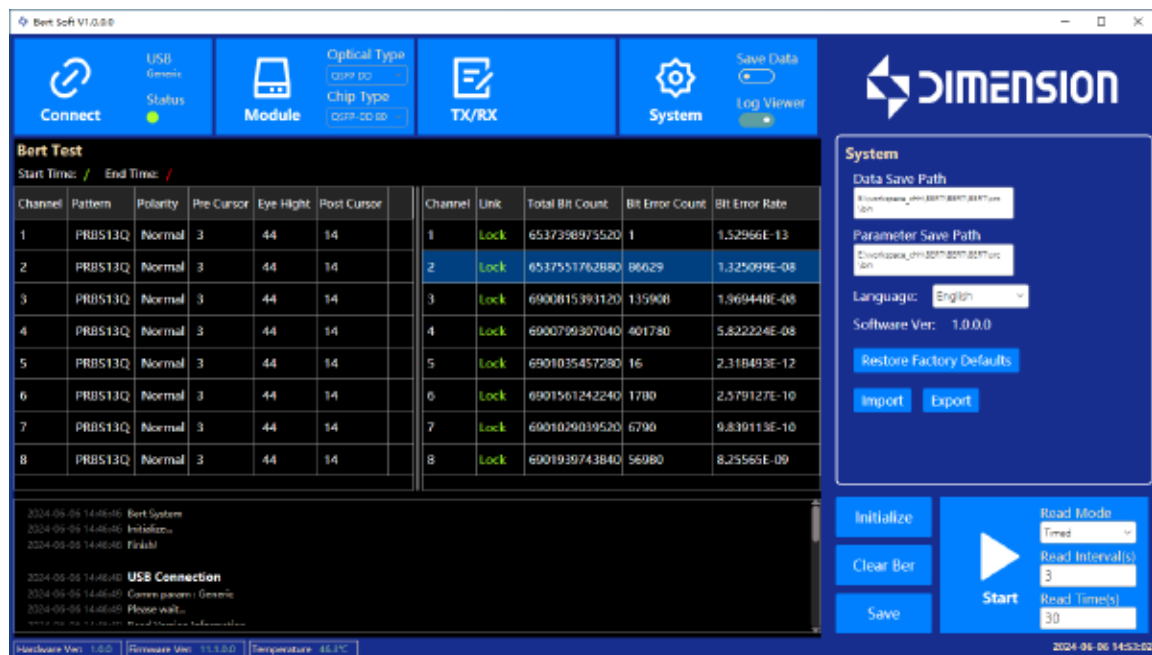 Bert Soft V1.0.0.0
Connect
USB
Generic
Status
Module
Optical Type
QSFP DD
Chip Type
QSFP-DD 8D
TX/RX
System
Save Data
Log Viewer
DIMENSION
Bert Test
Start Time: / End Time: /
Channel Pattern Polarity Pre Cursor Eye Hight Post Cursor Channel Link Total Bit Count Bit Error Count Bit Error Rate
1 PRBS13Q Normal 3 44 14 1 Lock 6537398975520 1 1.52966E-13
2 PRBS13Q Normal 3 44 14 2 Lock 6537551762880 86629 1.325099E-08
3 PRBS13Q Normal 3 44 14 3 Lock 6900815393120 135908 1.969448E-08
4 PRBS13Q Normal 3 44 14 4 Lock 6900799307040 401780 5.822224E-08
5 PRBS13Q Normal 3 44 14 5 Lock 6901035457280 16 2.318493E-12
6 PRBS13Q Normal 3 44 14 6 Lock 6901561242240 1780 2.579127E-10
7 PRBS13Q Normal 3 44 14 7 Lock 6901029039520 6790 9.839113E-10
8 PRBS13Q Normal 3 44 14 8 Lock 6901939743840 56980 8.25565E-09
2024-06-06 14:46:46 Bert System
2024-06-06 14:46:46 Initialize...
2024-06-06 14:46:46 Finish!
2024-06-06 14:46:48 USB Connection
2024-06-06 14:46:49 Comm param : Generic
2024-06-06 14:46:49 Please wait...
Read Version Information
System
Data Save Path
\bin
Parameter Save Path
\bin
Language: English
Software Ver: 1.0.0.0
Restore Factory Defaults
Import Export
Initialize
Clear Ber
Save
Start
Read Mode
Timed
Read Interval(s)
3
Read Time(s)
30
Hardware Ver: 1.0.0 Firmware Ver: 11.1.0.0 Temperature 46.3°C 2024-06-06 14:53:02